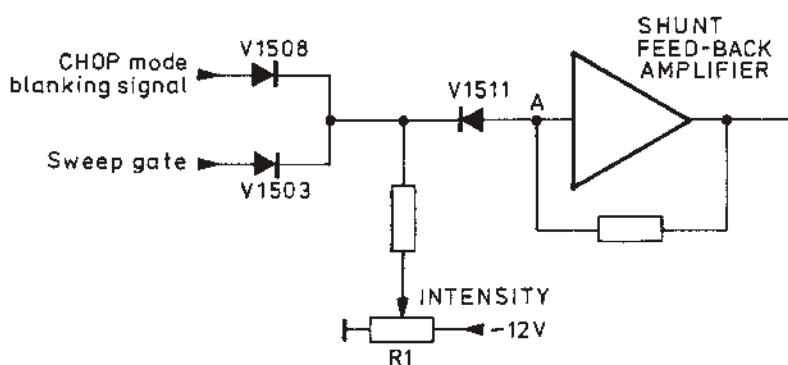 SHUNT
FEED-BACK
AMPLIFIER
CHOP mode
blanking signal
V1508
V1511
A
Sweep gate
V1503
INTENSITY
-12V
R1